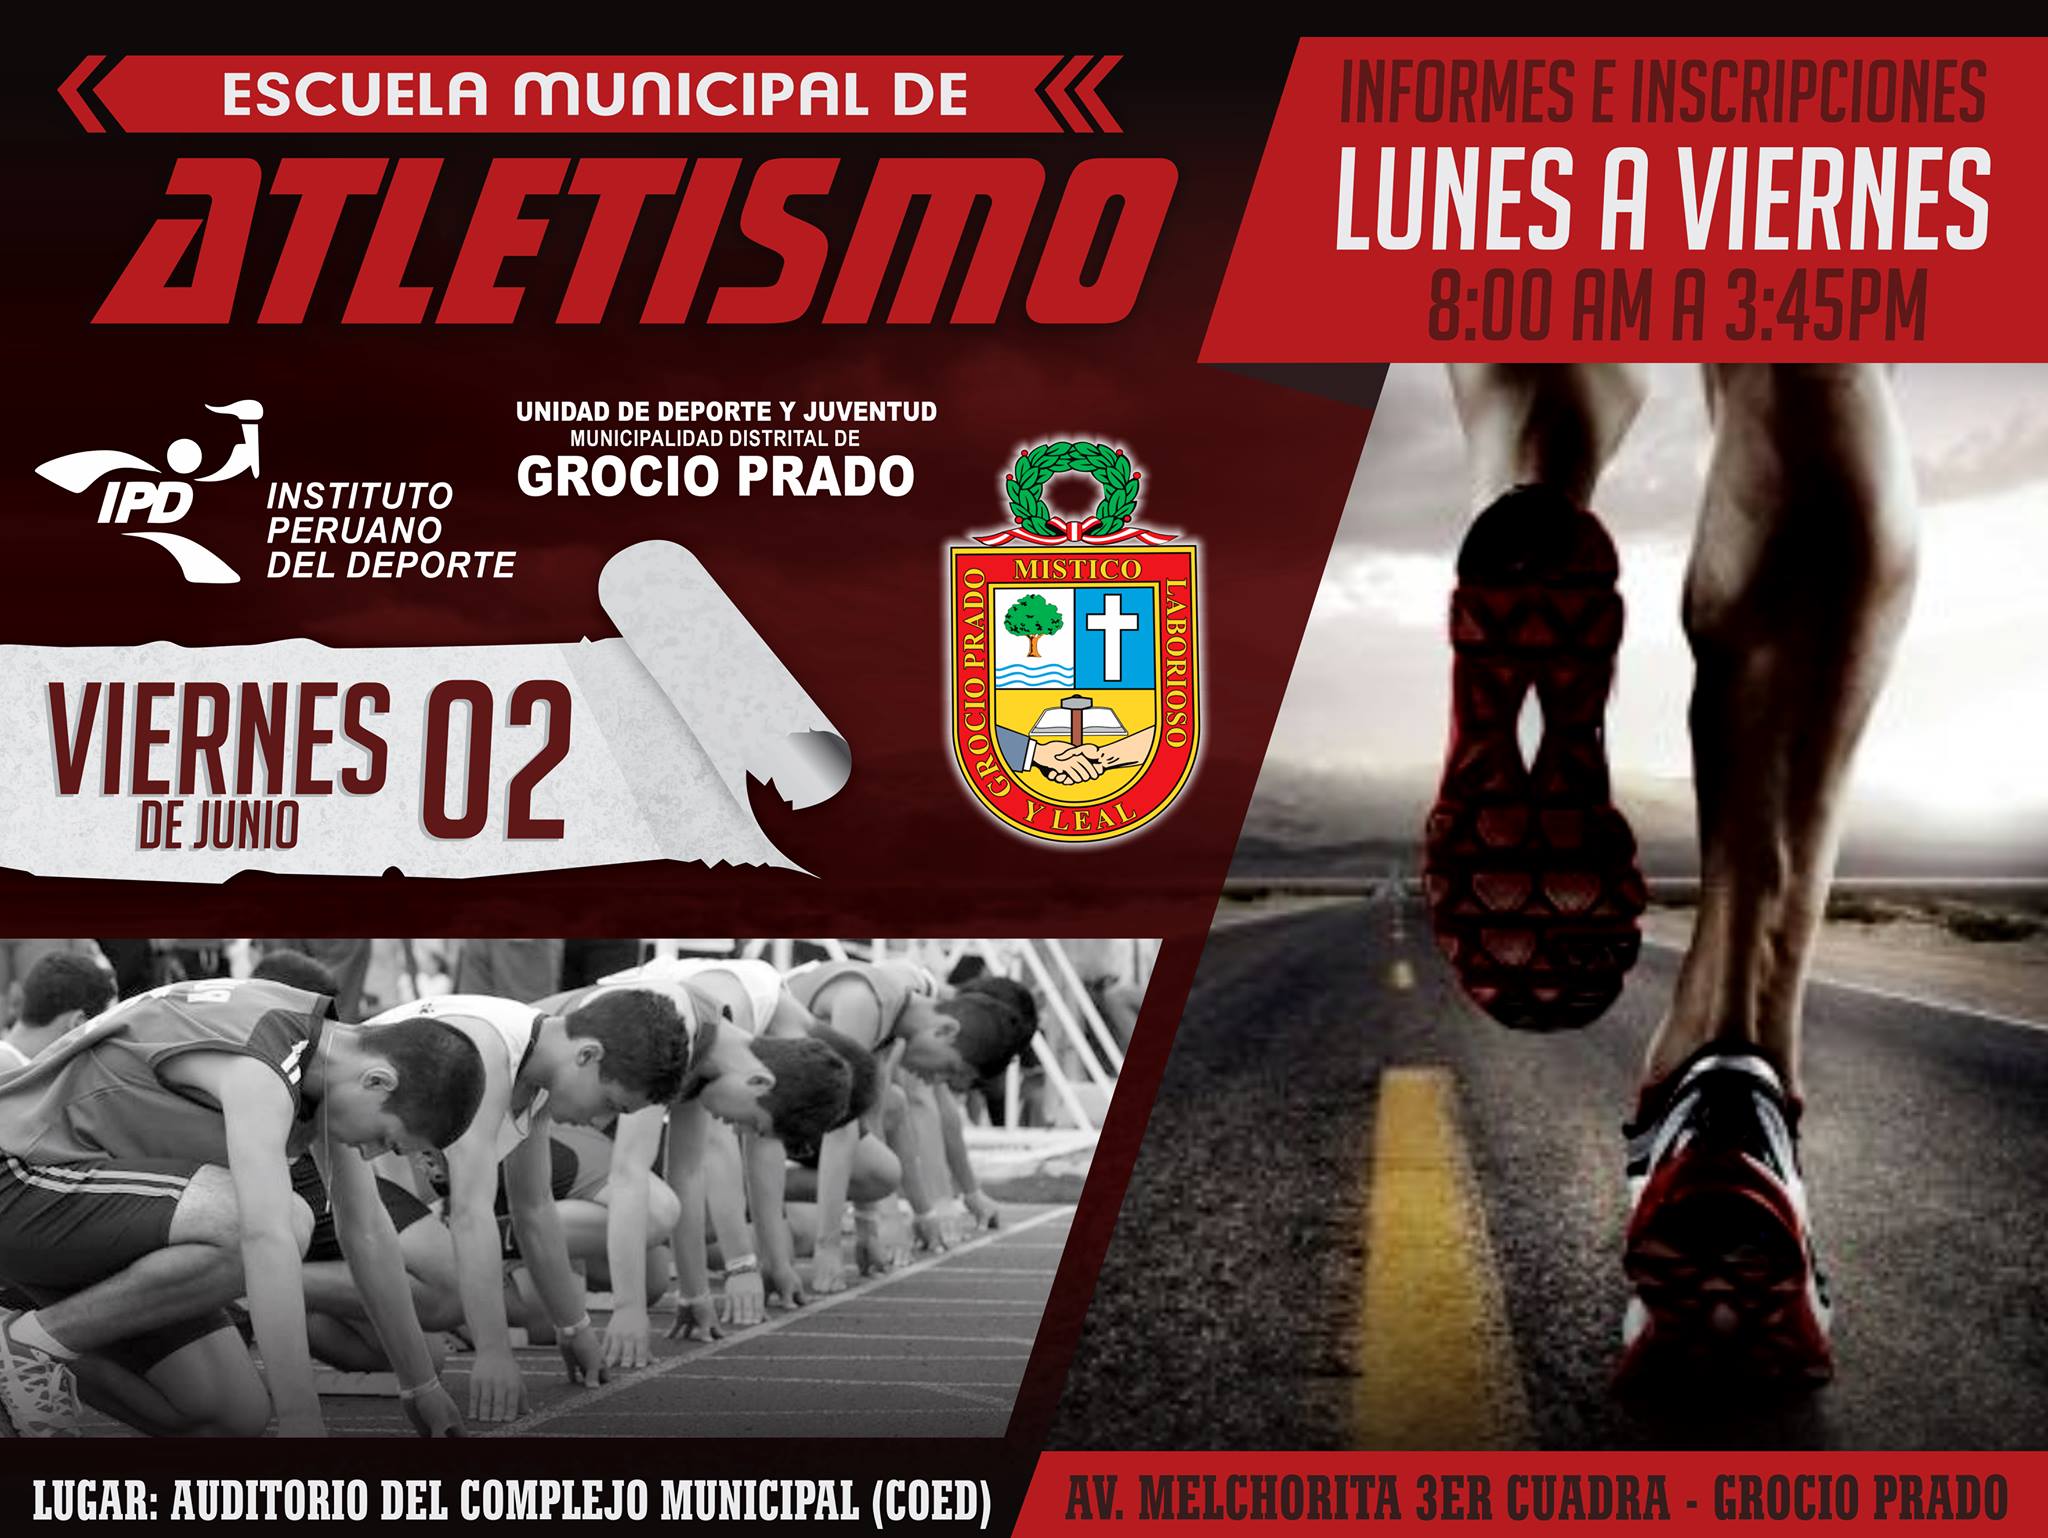 ESCUELA MUNICIPAL DE
ATLETISMO
INFORMES E INSCRIPCIONES
LUNES A VIERNES
8:00 AM A 3:45PM
IPD
INSTITUTO
PERUANO
DEL DEPORTE
UNIDAD DE DEPORTE Y JUVENTUD
MUNICIPALIDAD DISTRITAL DE
GROCIO PRADO
GROCIO PRADO
MISTICO
LABORIOSO
Y LEAL
VIERNES 02
DE JUNIO
LUGAR: AUDITORIO DEL COMPLEJO MUNICIPAL (COED)
AV. MELCHORITA 3ER CUADRA - GROCIO PRADO